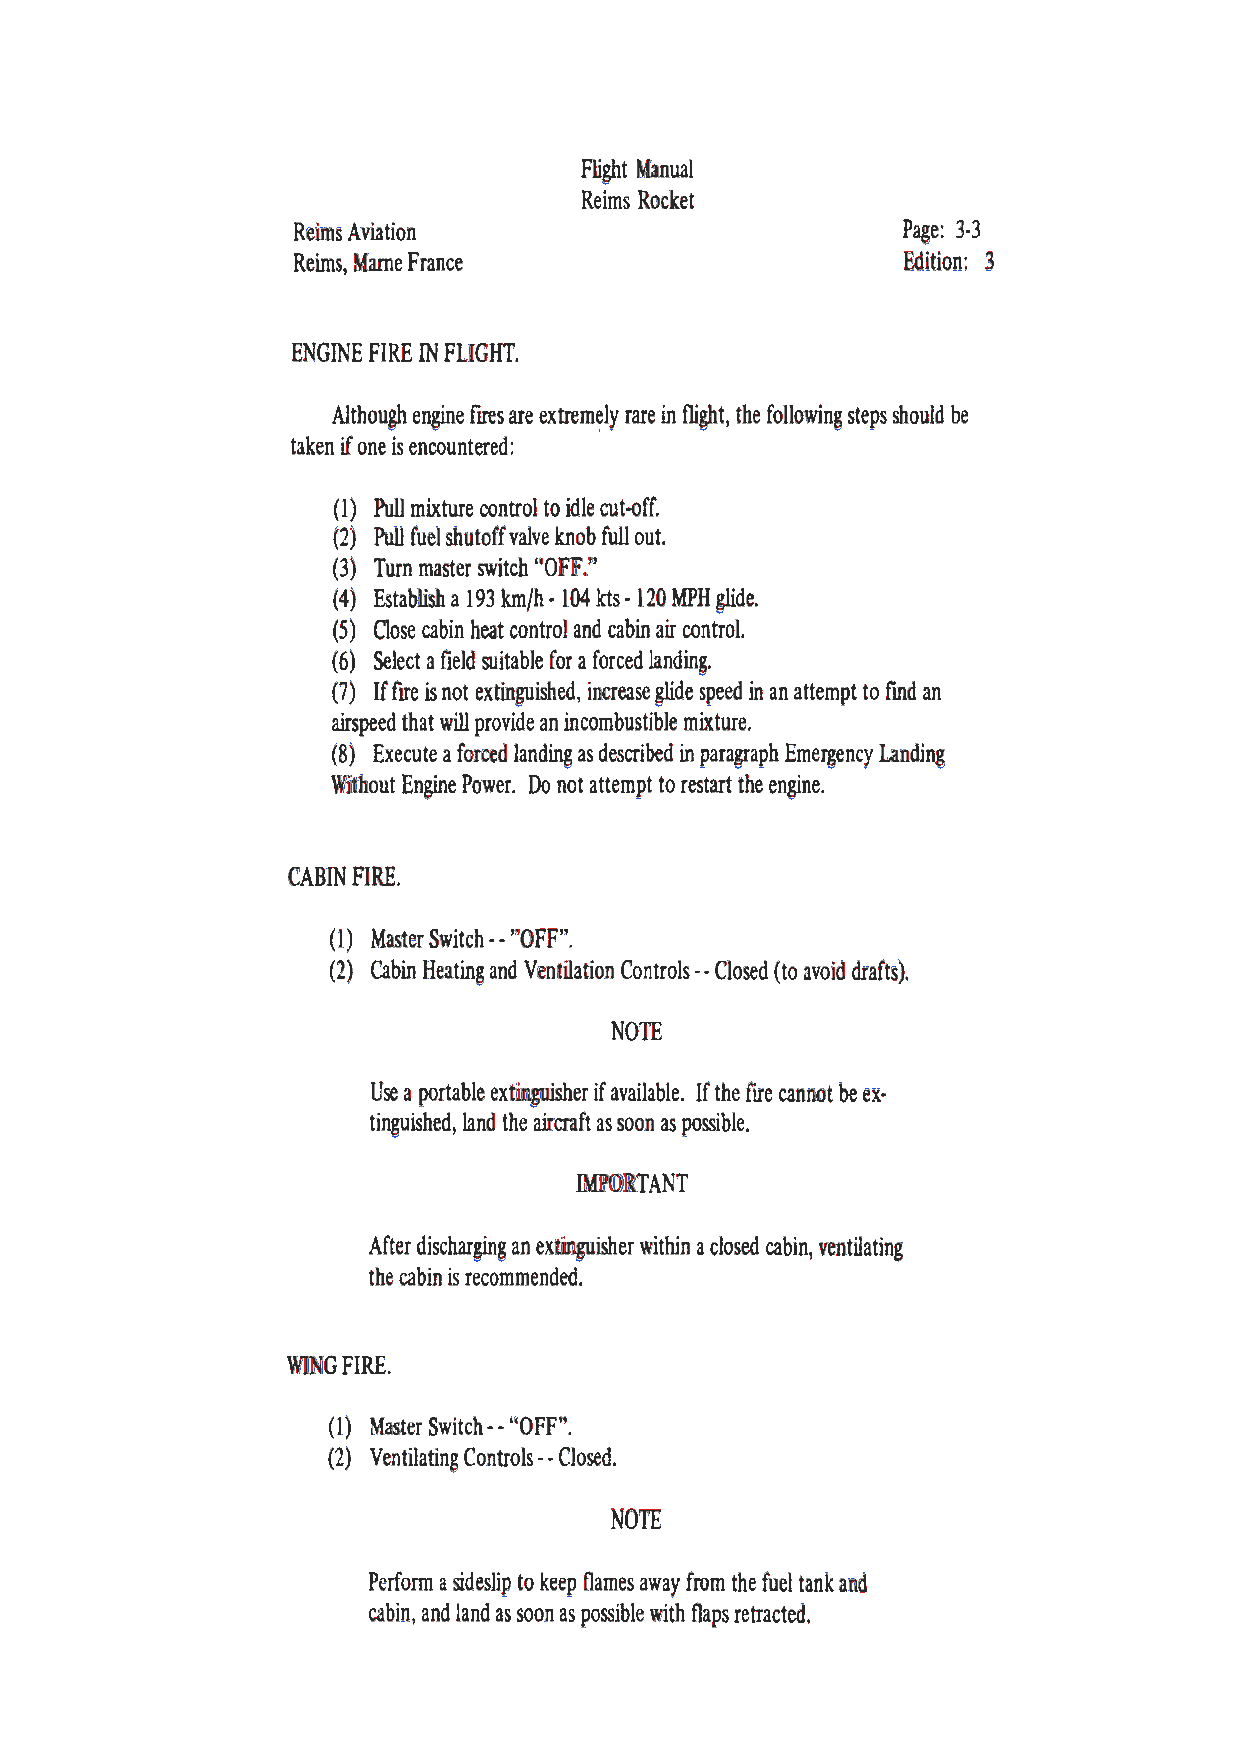 Flight Manual
Reims Rocket
Reims Aviation Page: 3-3
Reims, Marne France Edition: 3
ENGINE FIRE IN FLIGHT.
Although engine fires are extremely rare in flight, the following steps should be
taken if one is encountered:
(1) Pull mixture control to idle cut-off.
(2) Pull fuel shutoff valve knob full out.
(3) Turn master switch “OFF.”
(4) Establish a 193 km/h - 104 kts - 120 MPH glide.
(5) Close cabin heat control and cabin air control.
(6) Select a field suitable for a forced landing.
(7) If fire is not extinguished, increase glide speed in an attempt to find an
airspeed that will provide an incombustible mixture.
(8) Execute a forced landing as described in paragraph Emergency Landing
Without Engine Power. Do not attempt to restart the engine.
CABIN FIRE.
(1) Master Switch - - ”OFF”.
(2) Cabin Heating and Ventilation Controls - - Closed (to avoid drafts).
NOTE
Use a portable extinguisher if available. If the fire cannot be ex-
tinguished, land the aircraft as soon as possible.
IMPORTANT
After discharging an extinguisher within a closed cabin, ventilating
the cabin is recommended.
WING FIRE.
(1) Master Switch - - “OFF”.
(2) Ventilating Controls - - Closed.
NOTE
Perform a sideslip to keep flames away from the fuel tank and
cabin, and land as soon as possible with flaps retracted.